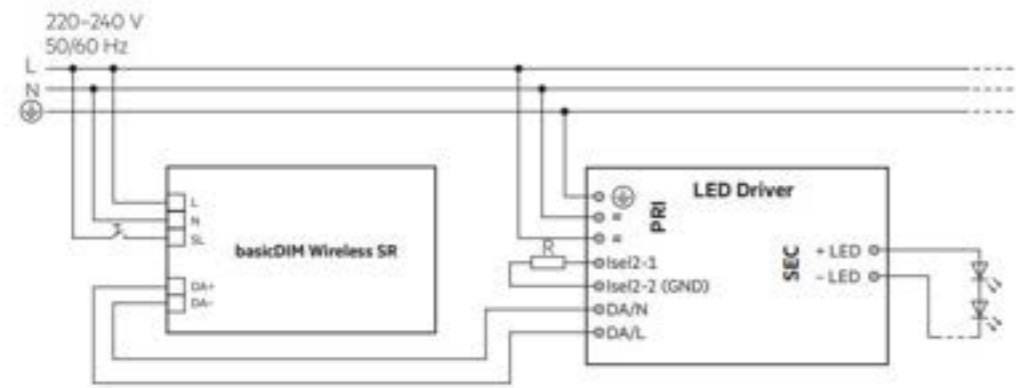 220-240 V
50/60 Hz
L
N
LED Driver
PRI
L
N
SL
basicDIM Wireless SR
DA+
DA-
R
Isel2-1
Isel2-2 (GND)
DA/N
DA/L
SEC
+ LED
- LED